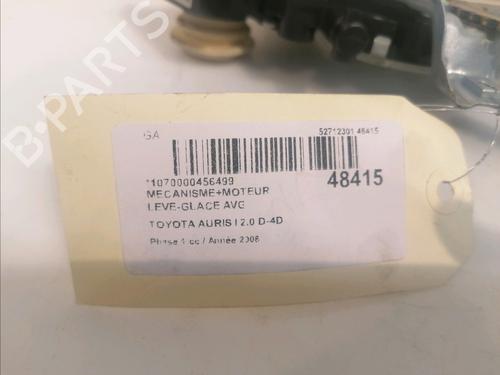 B-PARTS
GA
52712301 48415
*1070000456499
48415
MECANISME+MOTEUR
LEVE-GLACE AVG
TOYOTA AURIS I 2.0 D-4D
Phase 1 cc / Année 2008